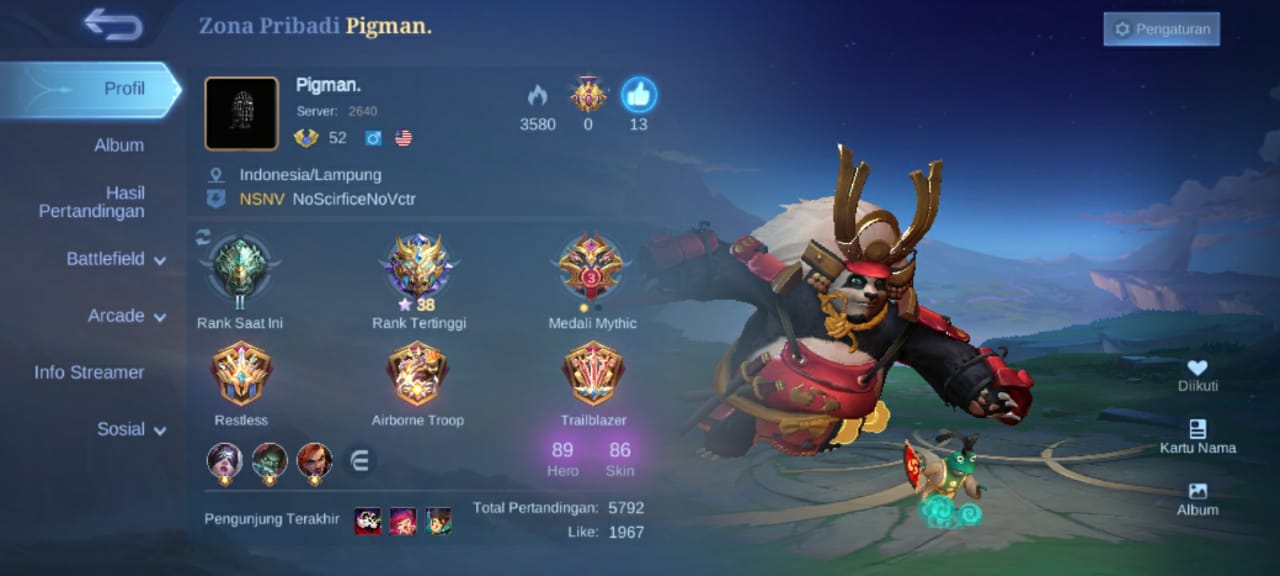 Zona Pribadi Pigman.
Pengaturan
Profil
Album
Hasil
Pertandingan
Battlefield
Arcade
Info Streamer
Sosial
Pigman.
Server: 2640
52
3580
0
13
Indonesia/Lampung
NSNV NoScirficeNoVctr
II
Rank Saat Ini
38
Rank Tertinggi
3
Medali Mythic
Restless
Airborne Troop
Trailblazer
89
Hero
86
Skin
Pengunjung Terakhir
Total Pertandingan: 5792
Like: 1967
Diikuti
Kartu Nama
Album